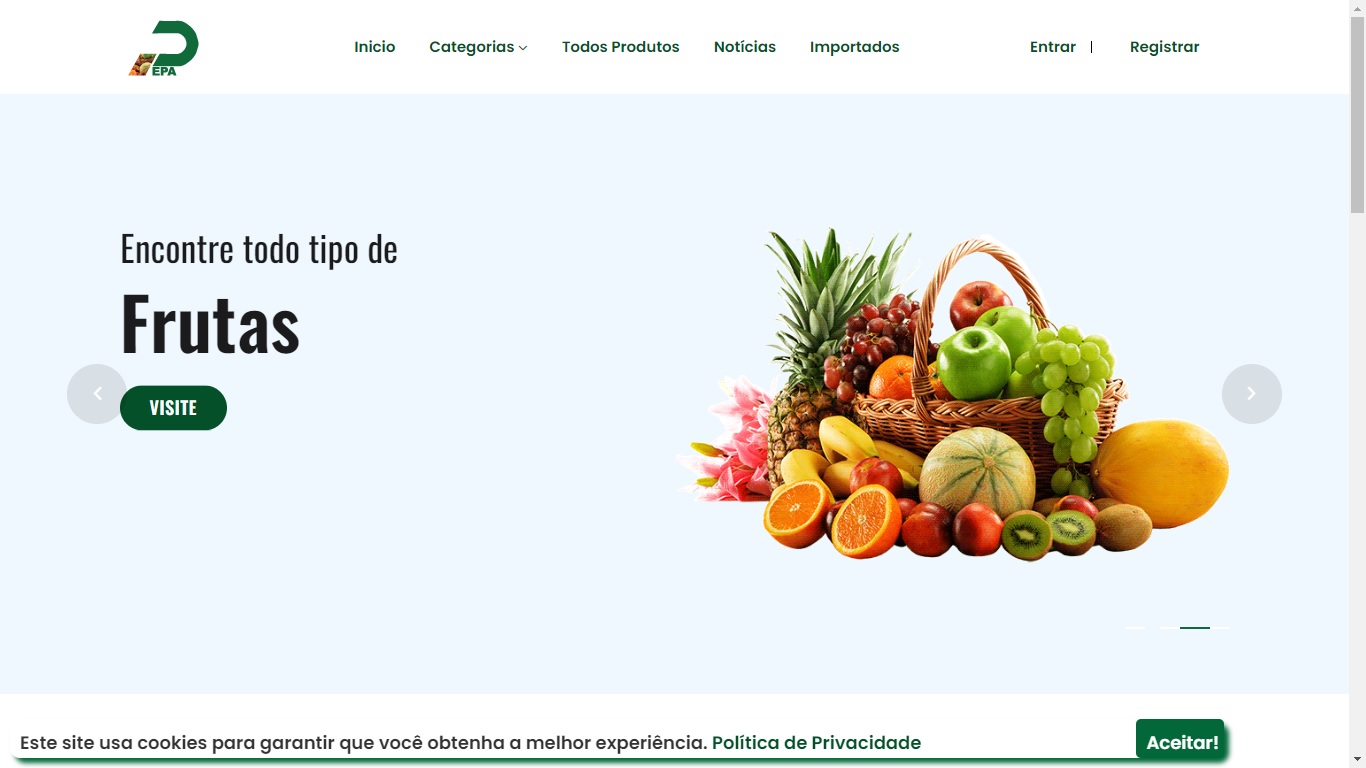 EPA
Inicio
Categorias
Todos Produtos
Notícias
Importados
Entrar |
Registrar
Encontre todo tipo de
Frutas
VISITE
Este site usa cookies para garantir que você obtenha a melhor experiência. Política de Privacidade
Aceitar!